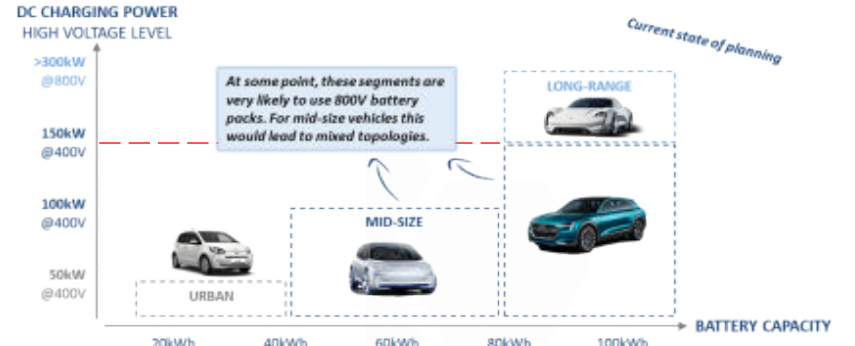 DC CHARGING POWER
HIGH VOLTAGE LEVEL
Current state of planning
>300kW
@800V
At some point, these segments are
very likely to use 800V battery
packs. For mid-size vehicles this
would lead to mixed topologies.
LONG-RANGE
150kW
@400V
100kW
@400V
MID-SIZE
50kW
@400V
URBAN
BATTERY CAPACITY
20kWh
40kWh
60kWh
80kWh
100kWh